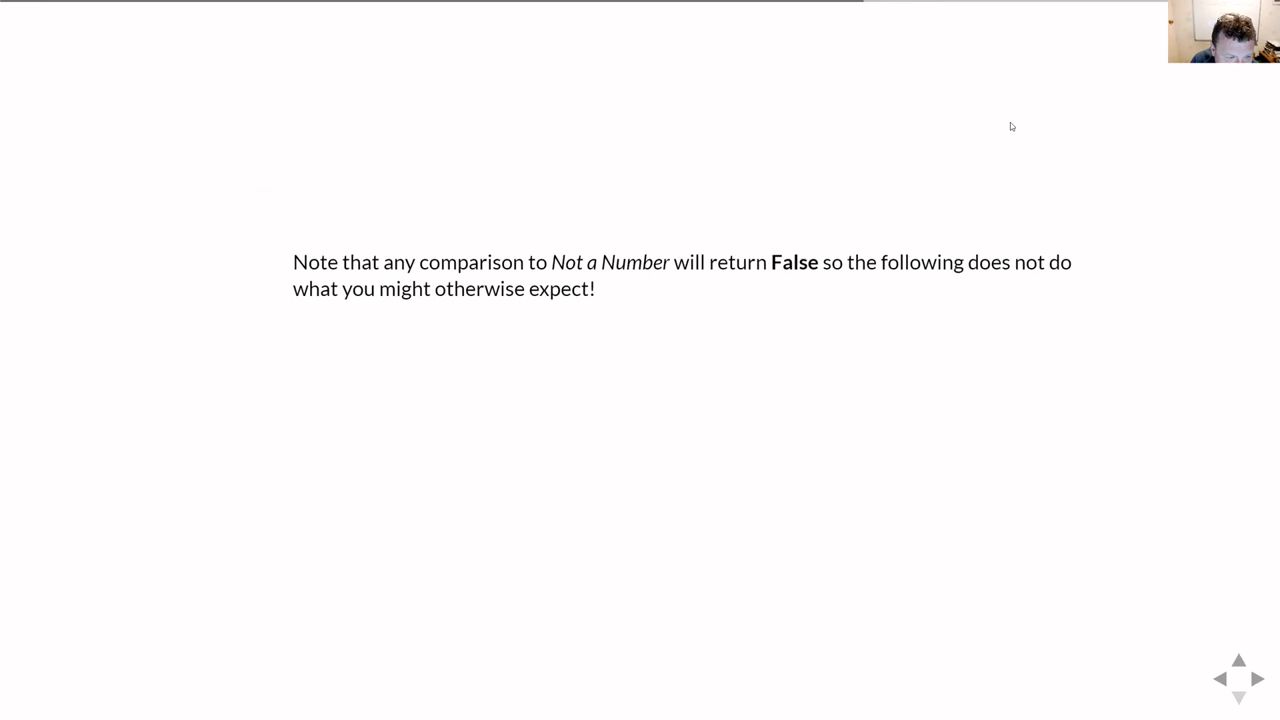 Note that any comparison to Not a Number will return False so the following does not do
what you might otherwise expect!